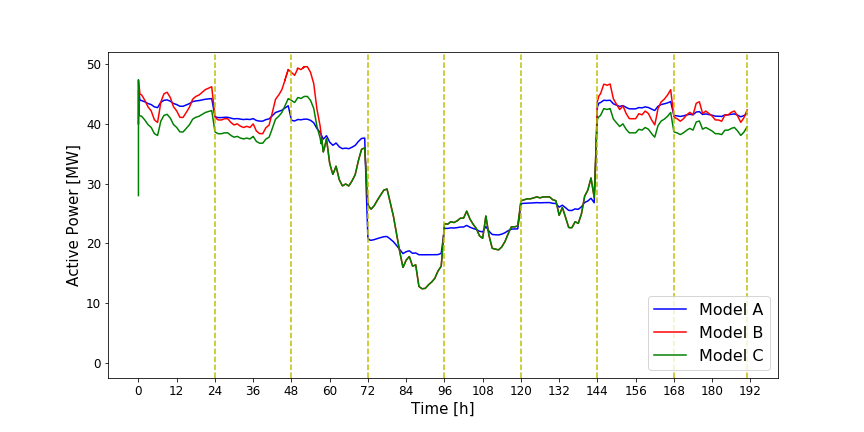 50
40
30
20
10
0
Active Power [MW]
Model A
Model B
Model C
0 12 24 36 48 60 72 84 96 108 120 132 144 156 168 180 192
Time [h]